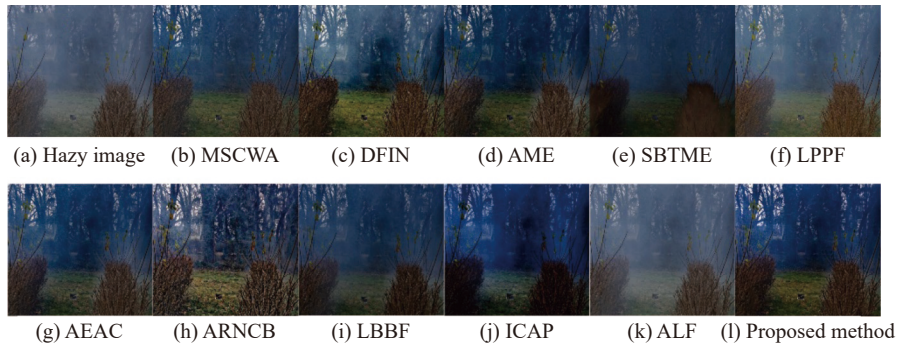 (a) Hazy image (b) MSCWA (c) DFIN (d) AME (e) SBTME (f) LPPF
(g) AEAC (h) ARNCB (i) LBBF (j) ICAP (k) ALF (l) Proposed method